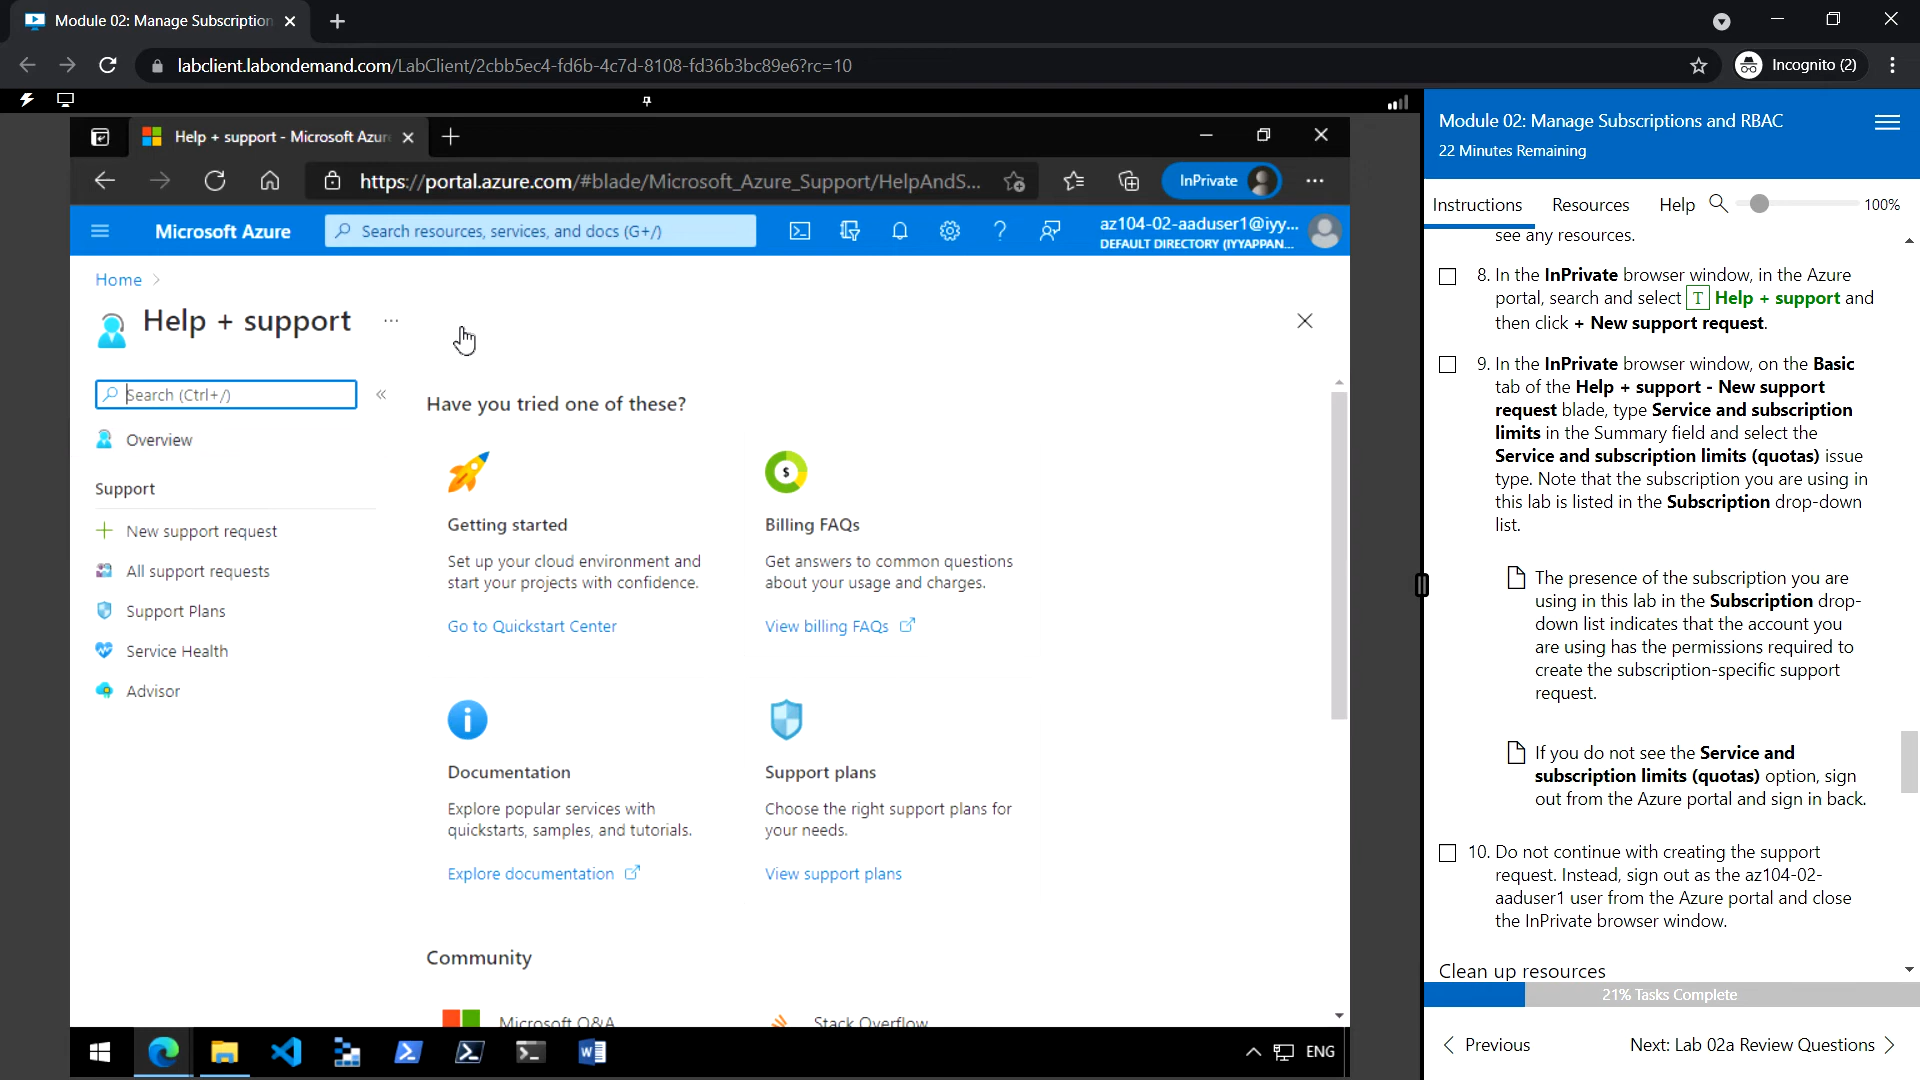 Module 02: Manage Subscription
labclient.labondemand.com/LabClient/2cbb5ec4-fd6b-4c7d-8108-fd36b3bc89e6?rc=10
Incognito (2)
Help + support - Microsoft Azur
https://portal.azure.com/#blade/Microsoft_Azure_Support/HelpAndS...
InPrivate
Microsoft Azure
Search resources, services, and docs (G+/)
az104-02-aaduser1@iyy...
DEFAULT DIRECTORY (IYYAPPAN...
Home
Help + support
...
Search (Ctrl+/)
Overview
Support
New support request
All support requests
Support Plans
Service Health
Advisor
Have you tried one of these?
Getting started
Set up your cloud environment and
start your projects with confidence.
Go to Quickstart Center
Billing FAQs
Get answers to common questions
about your usage and charges.
View billing FAQs
Documentation
Explore popular services with
quickstarts, samples, and tutorials.
Explore documentation
Support plans
Choose the right support plans for
your needs.
View support plans
Community
Microsoft Q&A
Stack Overflow
ENG
Module 02: Manage Subscriptions and RBAC
22 Minutes Remaining
Instructions
Resources
Help
100%
see any resources.
8. In the InPrivate browser window, in the Azure
portal, search and select T Help + support and
then click + New support request.
9. In the InPrivate browser window, on the Basic
tab of the Help + support - New support
request blade, type Service and subscription
limits in the Summary field and select the
Service and subscription limits (quotas) issue
type. Note that the subscription you are using in
this lab is listed in the Subscription drop-down
list.
The presence of the subscription you are
using in this lab in the Subscription drop-
down list indicates that the account you
are using has the permissions required to
create the subscription-specific support
request.
If you do not see the Service and
subscription limits (quotas) option, sign
out from the Azure portal and sign in back.
10. Do not continue with creating the support
request. Instead, sign out as the az104-02-
aaduser1 user from the Azure portal and close
the InPrivate browser window.
Clean up resources
21% Tasks Complete
Previous
Next: Lab 02a Review Questions